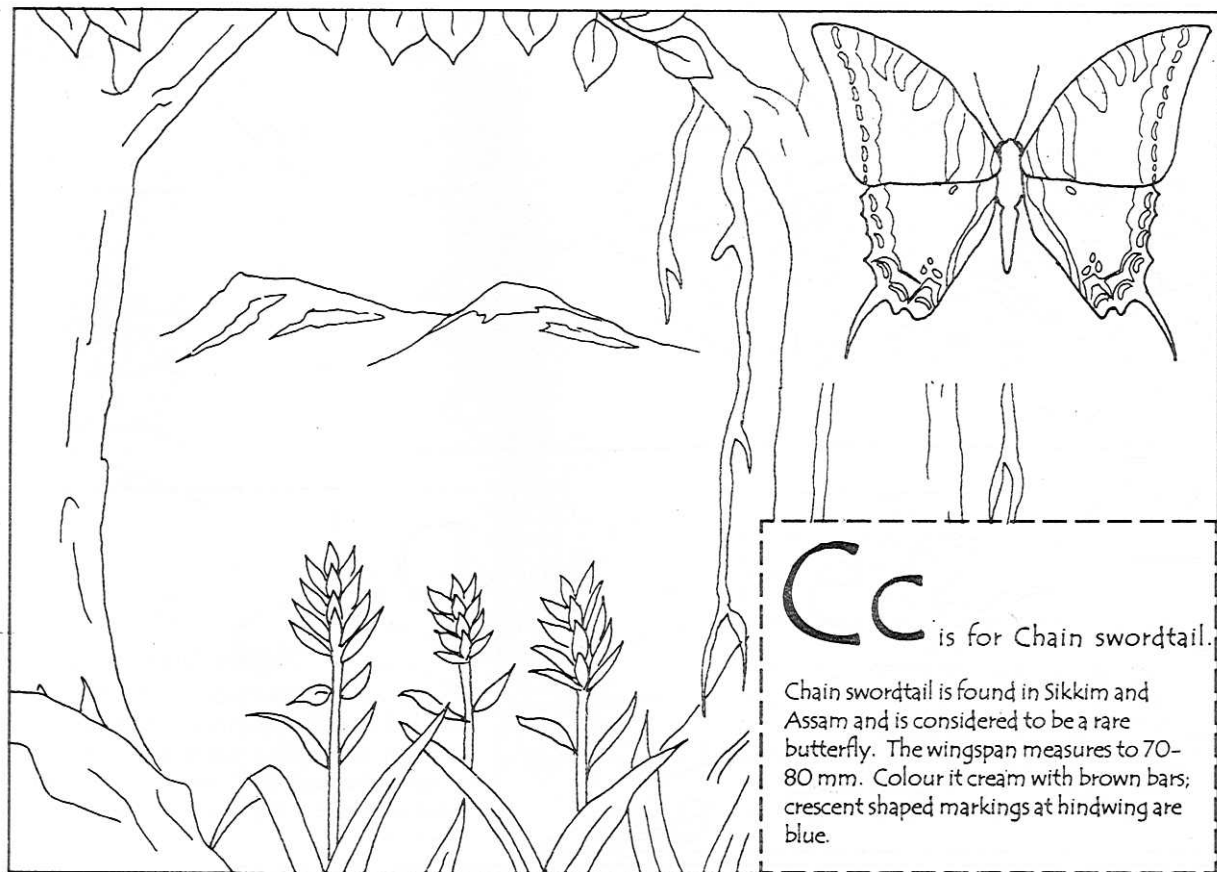 Cc is for Chain swordtail.
Chain swordtail is found in Sikkim and
Assam and is considered to be a rare
butterfly. The wingspan measures to 70-
80 mm. Colour it cream with brown bars;
crescent shaped markings at hindwing are
blue.